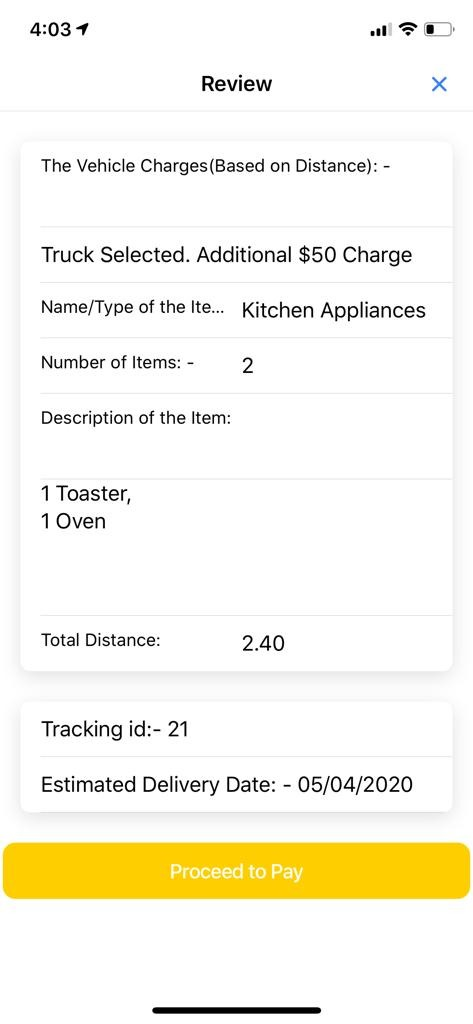 4:03
Review
The Vehicle Charges(Based on Distance): -
Truck Selected. Additional $50 Charge
Name/Type of the Ite... Kitchen Appliances
Number of Items: - 2
Description of the Item:
1 Toaster,
1 Oven
Total Distance: 2.40
Tracking id:- 21
Estimated Delivery Date: - 05/04/2020
Proceed to Pay